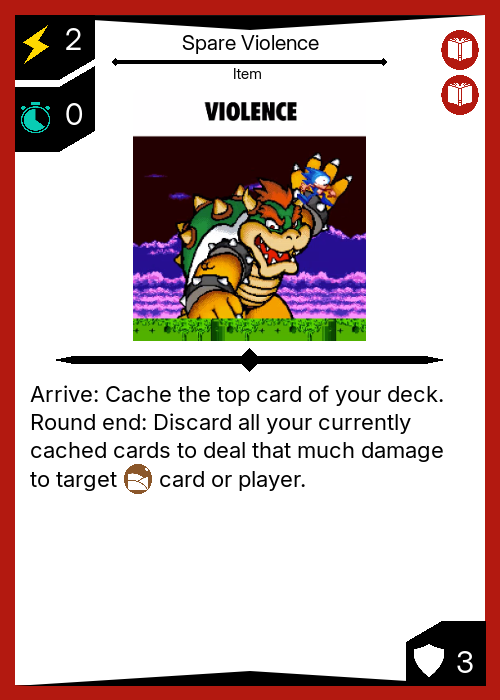 2
Spare Violence
Item
0
VIOLENCE
Arrive: Cache the top card of your deck.
Round end: Discard all your currently
cached cards to deal that much damage
to target card or player.
3